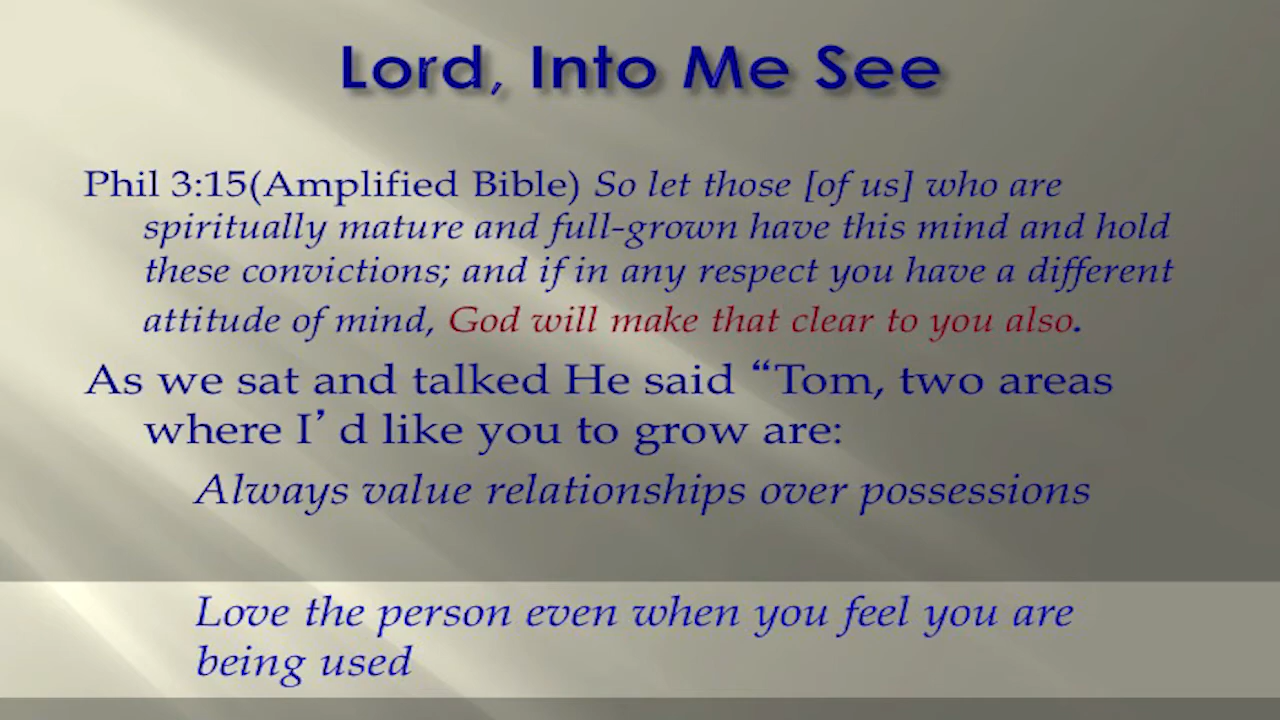 Lord, Into Me See
Phil 3:15(Amplified Bible) So let those [of us] who are
spiritually mature and full-grown have this mind and hold
these convictions; and if in any respect you have a different
attitude of mind, God will make that clear to you also.
As we sat and talked He said “Tom, two areas
where I’d like you to grow are:
Always value relationships over possessions
Love the person even when you feel you are
being used